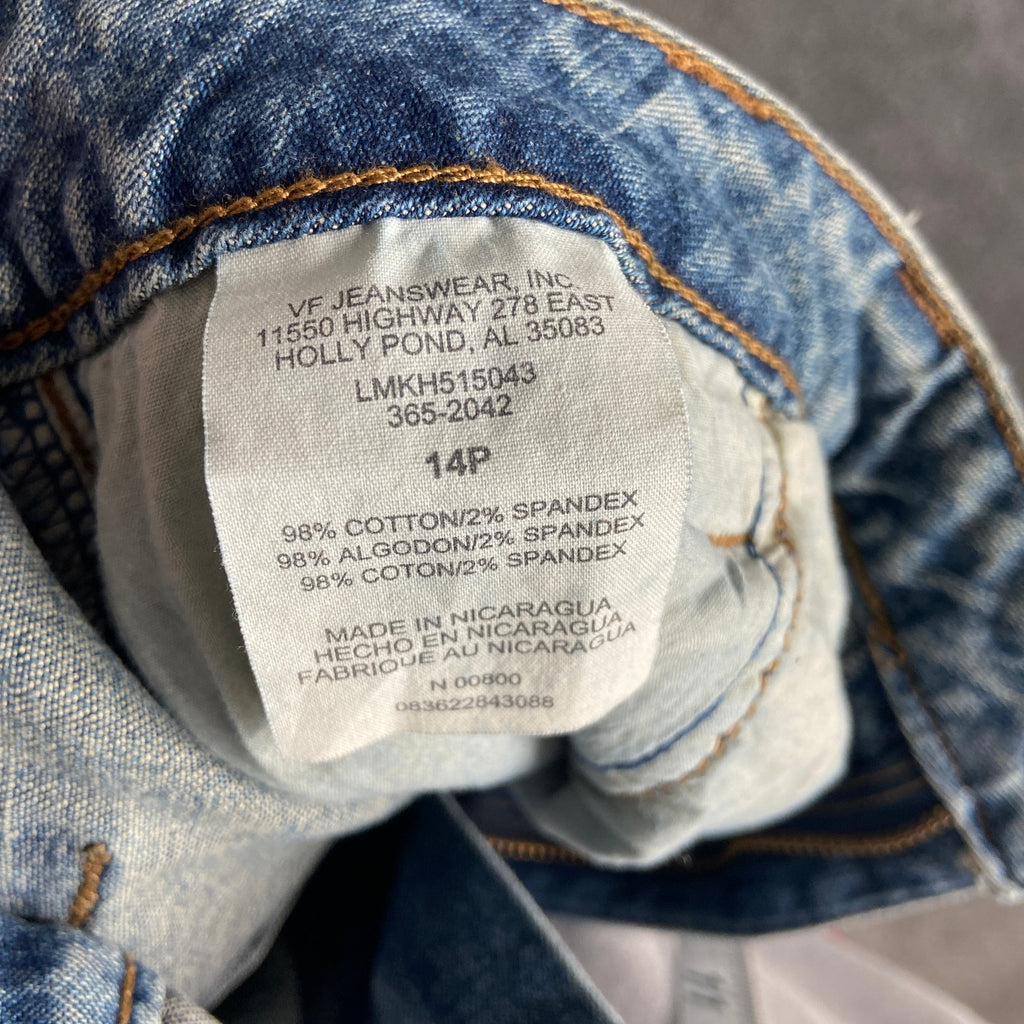 VF JEANSWEAR, INC.
11550 HIGHWAY 278 EAST
HOLLY POND, AL 35083
LMKH515043
365-2042
14P
98% COTTON/2% SPANDEX
98% ALGODON/2% SPANDEX
98% COTON/2% SPANDEX
MADE IN NICARAGUA
HECHO EN NICARAGUA
FABRIQUE AU NICARAGUA
N 00800
083622843088